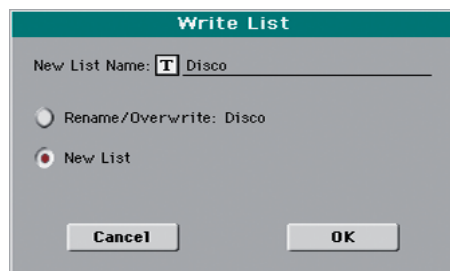 Write List
New List Name: T Disco
Rename/Overwrite: Disco
New List
Cancel OK